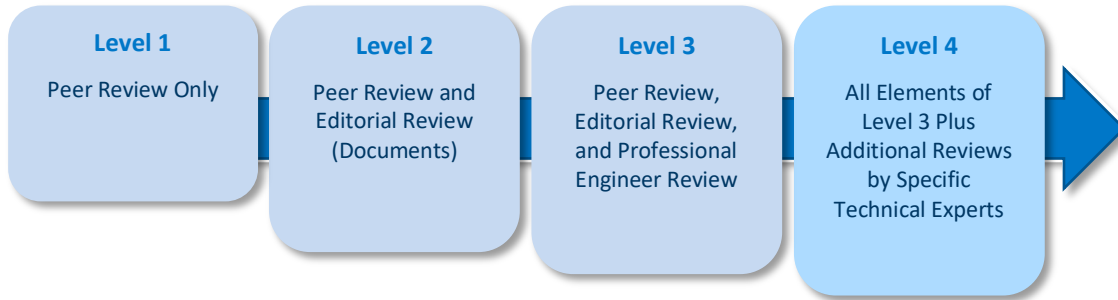 Level 1
Peer Review Only
Level 2
Peer Review and
Editorial Review
(Documents)
Level 3
Peer Review,
Editorial Review,
and Professional
Engineer Review
Level 4
All Elements of
Level 3 Plus
Additional Reviews
by Specific
Technical Experts